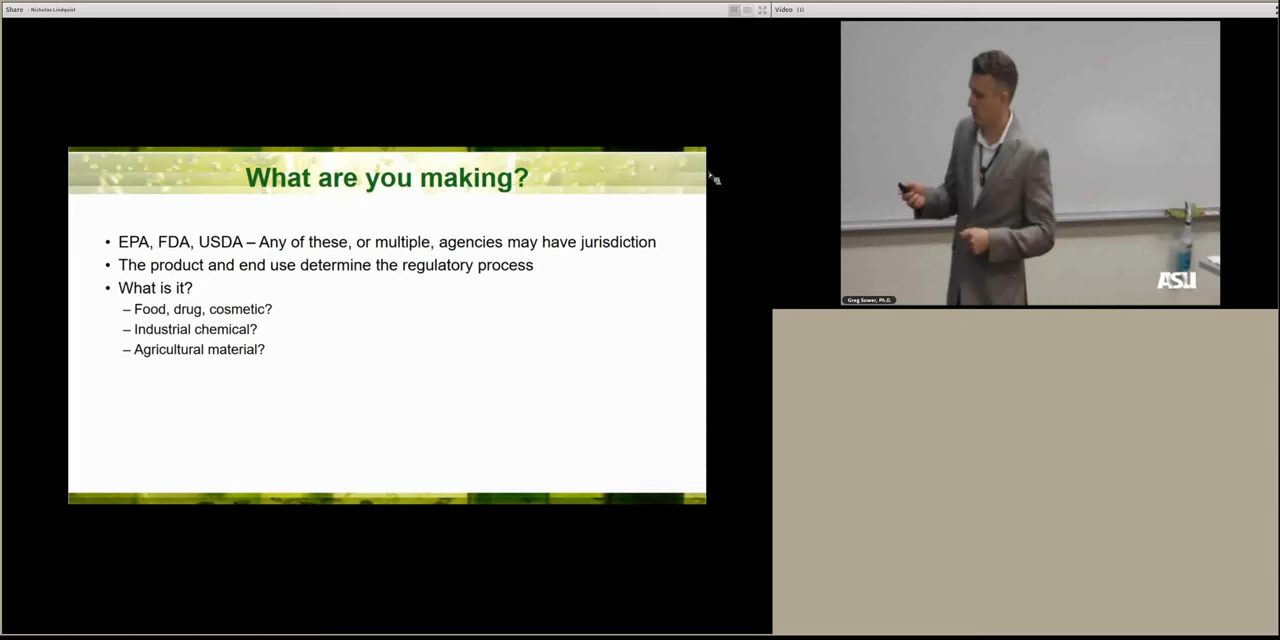 Share - Nicholas Lindquist
Video (1)
What are you making?
• EPA, FDA, USDA – Any of these, or multiple, agencies may have jurisdiction
• The product and end use determine the regulatory process
• What is it?
– Food, drug, cosmetic?
– Industrial chemical?
– Agricultural material?
ASU
Greg Sower, Ph.D.